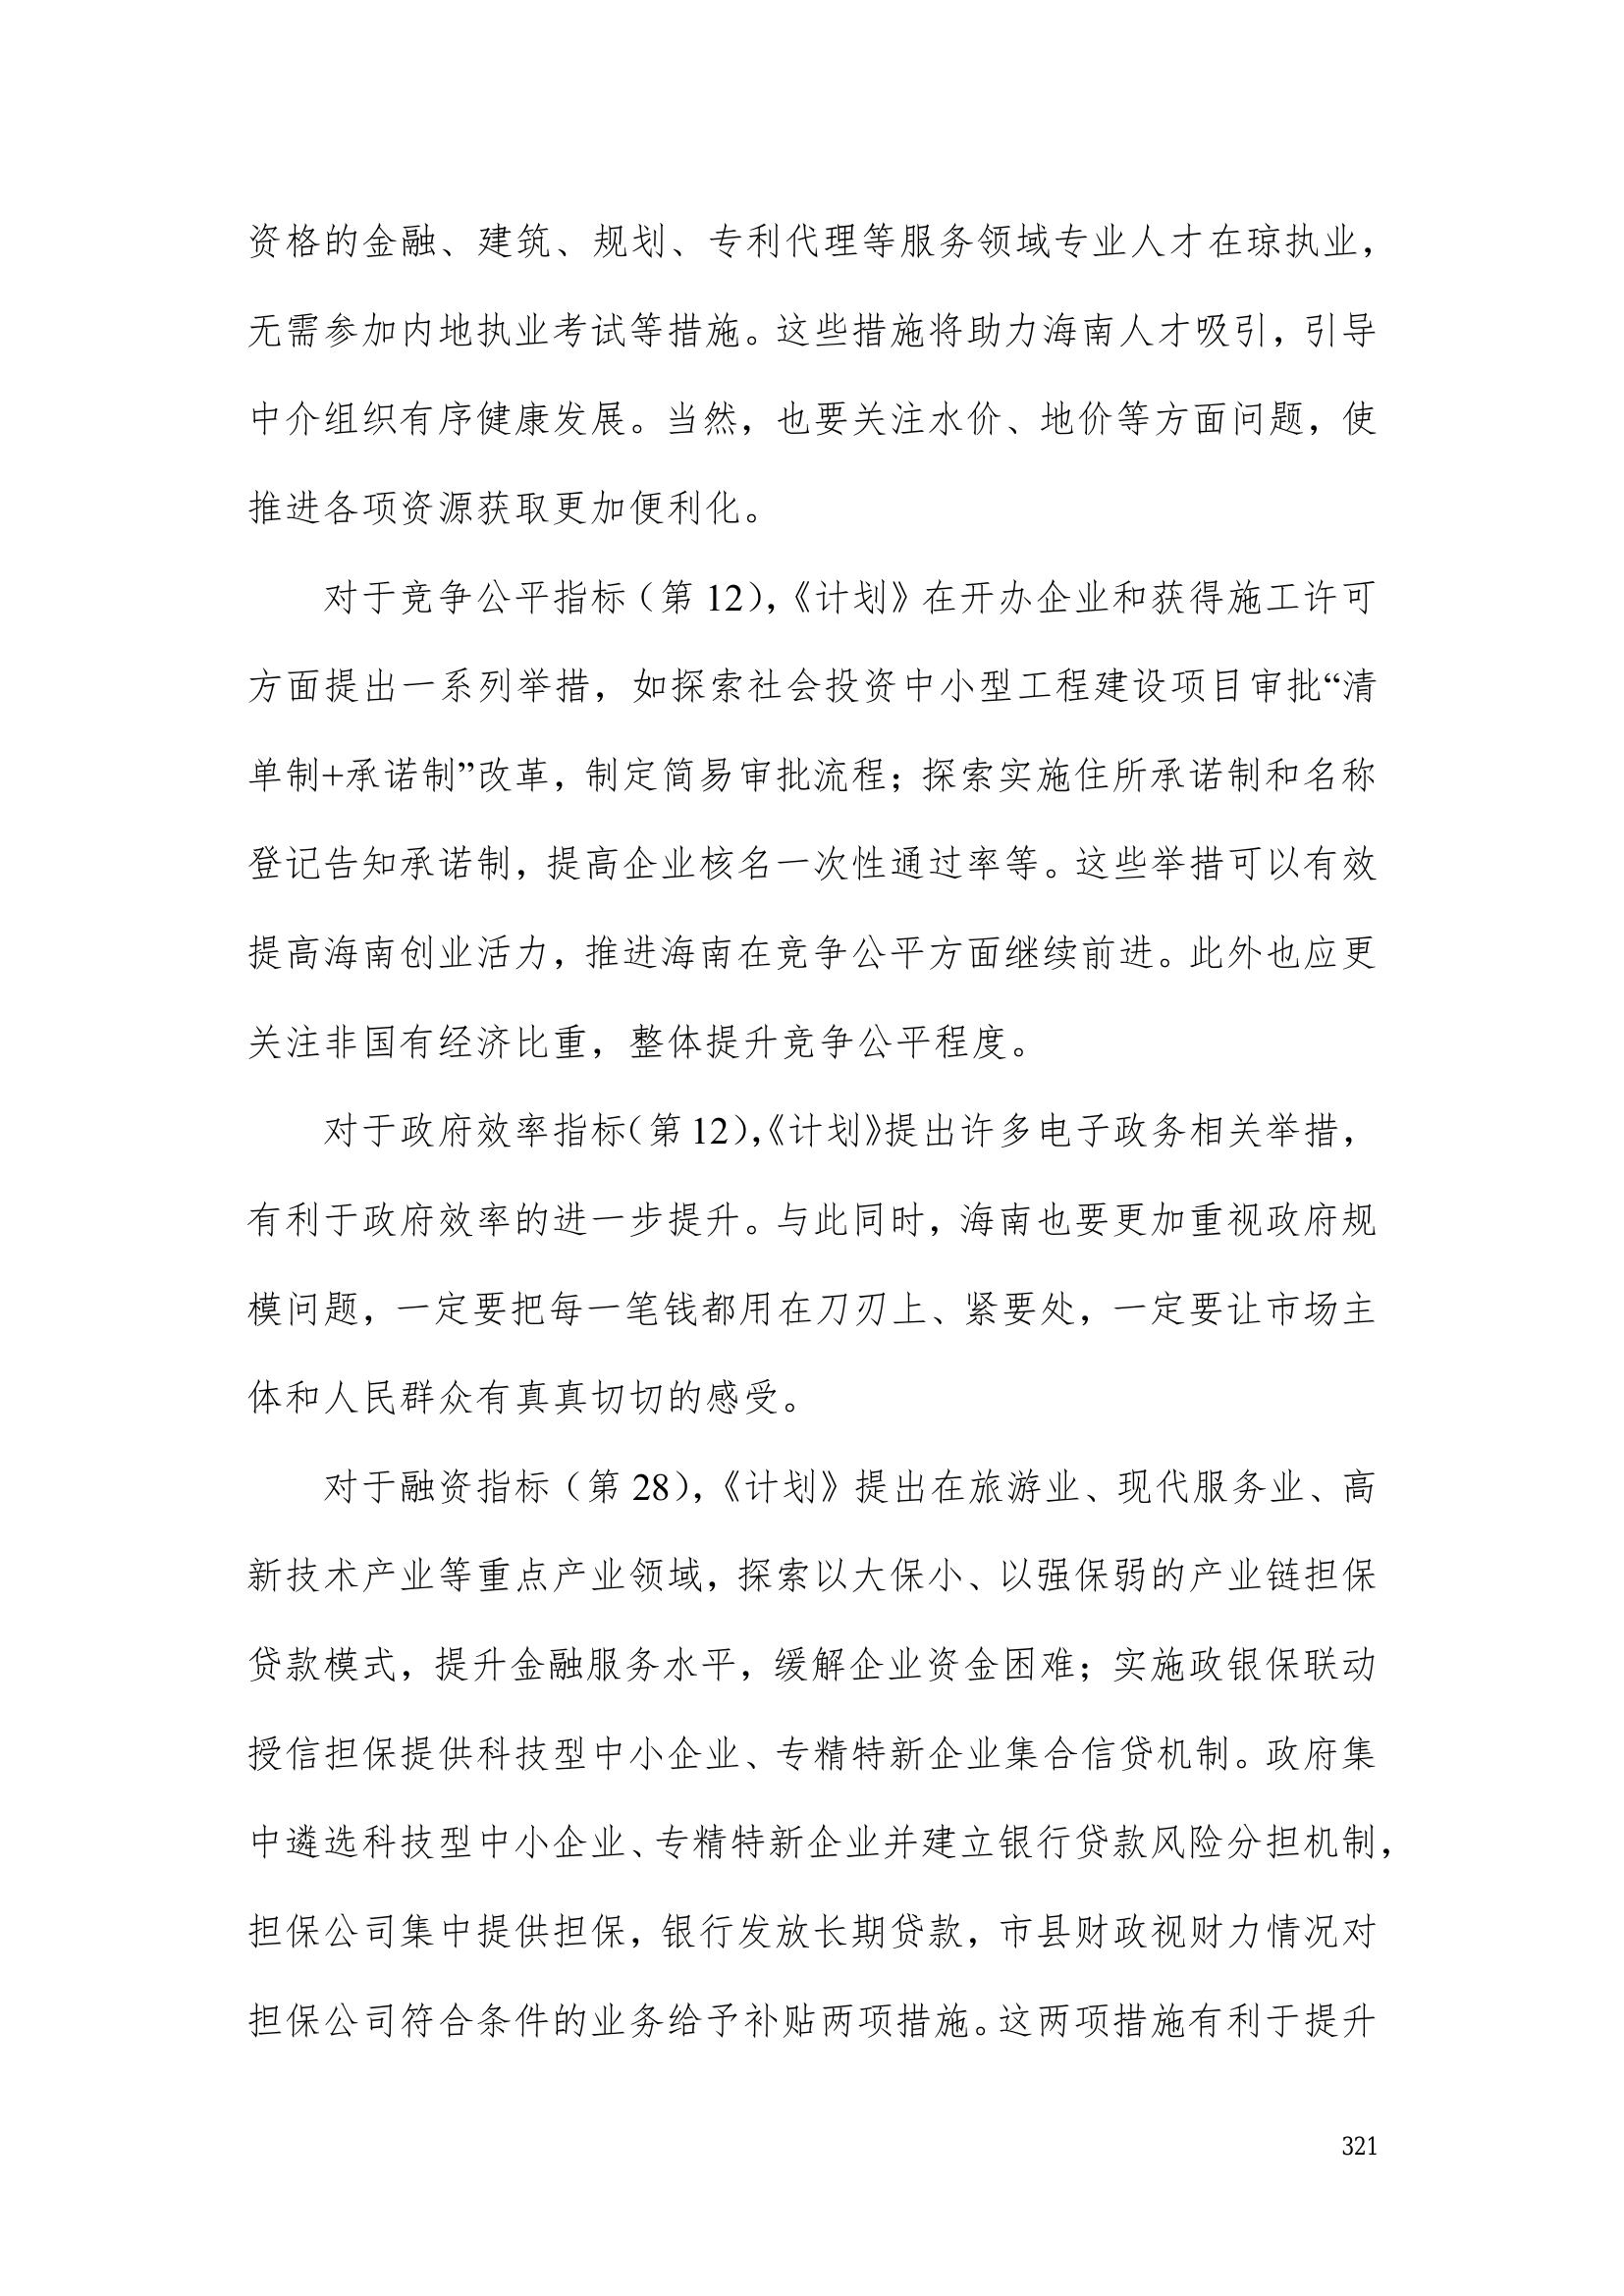 资格的金融、建筑、规划、专利代理等服务领域专业人才在琼执业，
无需参加内地执业考试等措施。这些措施将助力海南人才吸引，引导
中介组织有序健康发展。当然，也要关注水价、地价等方面问题，使
推进各项资源获取更加便利化。
对于竞争公平指标（第 12），《计划》在开办企业和获得施工许可
方面提出一系列举措，如探索社会投资中小型工程建设项目审批“清
单制+承诺制”改革，制定简易审批流程；探索实施住所承诺制和名称
登记告知承诺制，提高企业核名一次性通过率等。这些举措可以有效
提高海南创业活力，推进海南在竞争公平方面继续前进。此外也应更
关注非国有经济比重，整体提升竞争公平程度。
对于政府效率指标（第 12），《计划》提出许多电子政务相关举措，
有利于政府效率的进一步提升。与此同时，海南也要更加重视政府规
模问题，一定要把每一笔钱都用在刀刃上、紧要处，一定要让市场主
体和人民群众有真真切切的感受。
对于融资指标（第 28），《计划》提出在旅游业、现代服务业、高
新技术产业等重点产业领域，探索以大保小、以强保弱的产业链担保
贷款模式，提升金融服务水平，缓解企业资金困难；实施政银保联动
授信担保提供科技型中小企业、专精特新企业集合信贷机制。政府集
中遴选科技型中小企业、专精特新企业并建立银行贷款风险分担机制，
担保公司集中提供担保，银行发放长期贷款，市县财政视财力情况对
担保公司符合条件的业务给予补贴两项措施。这两项措施有利于提升
321